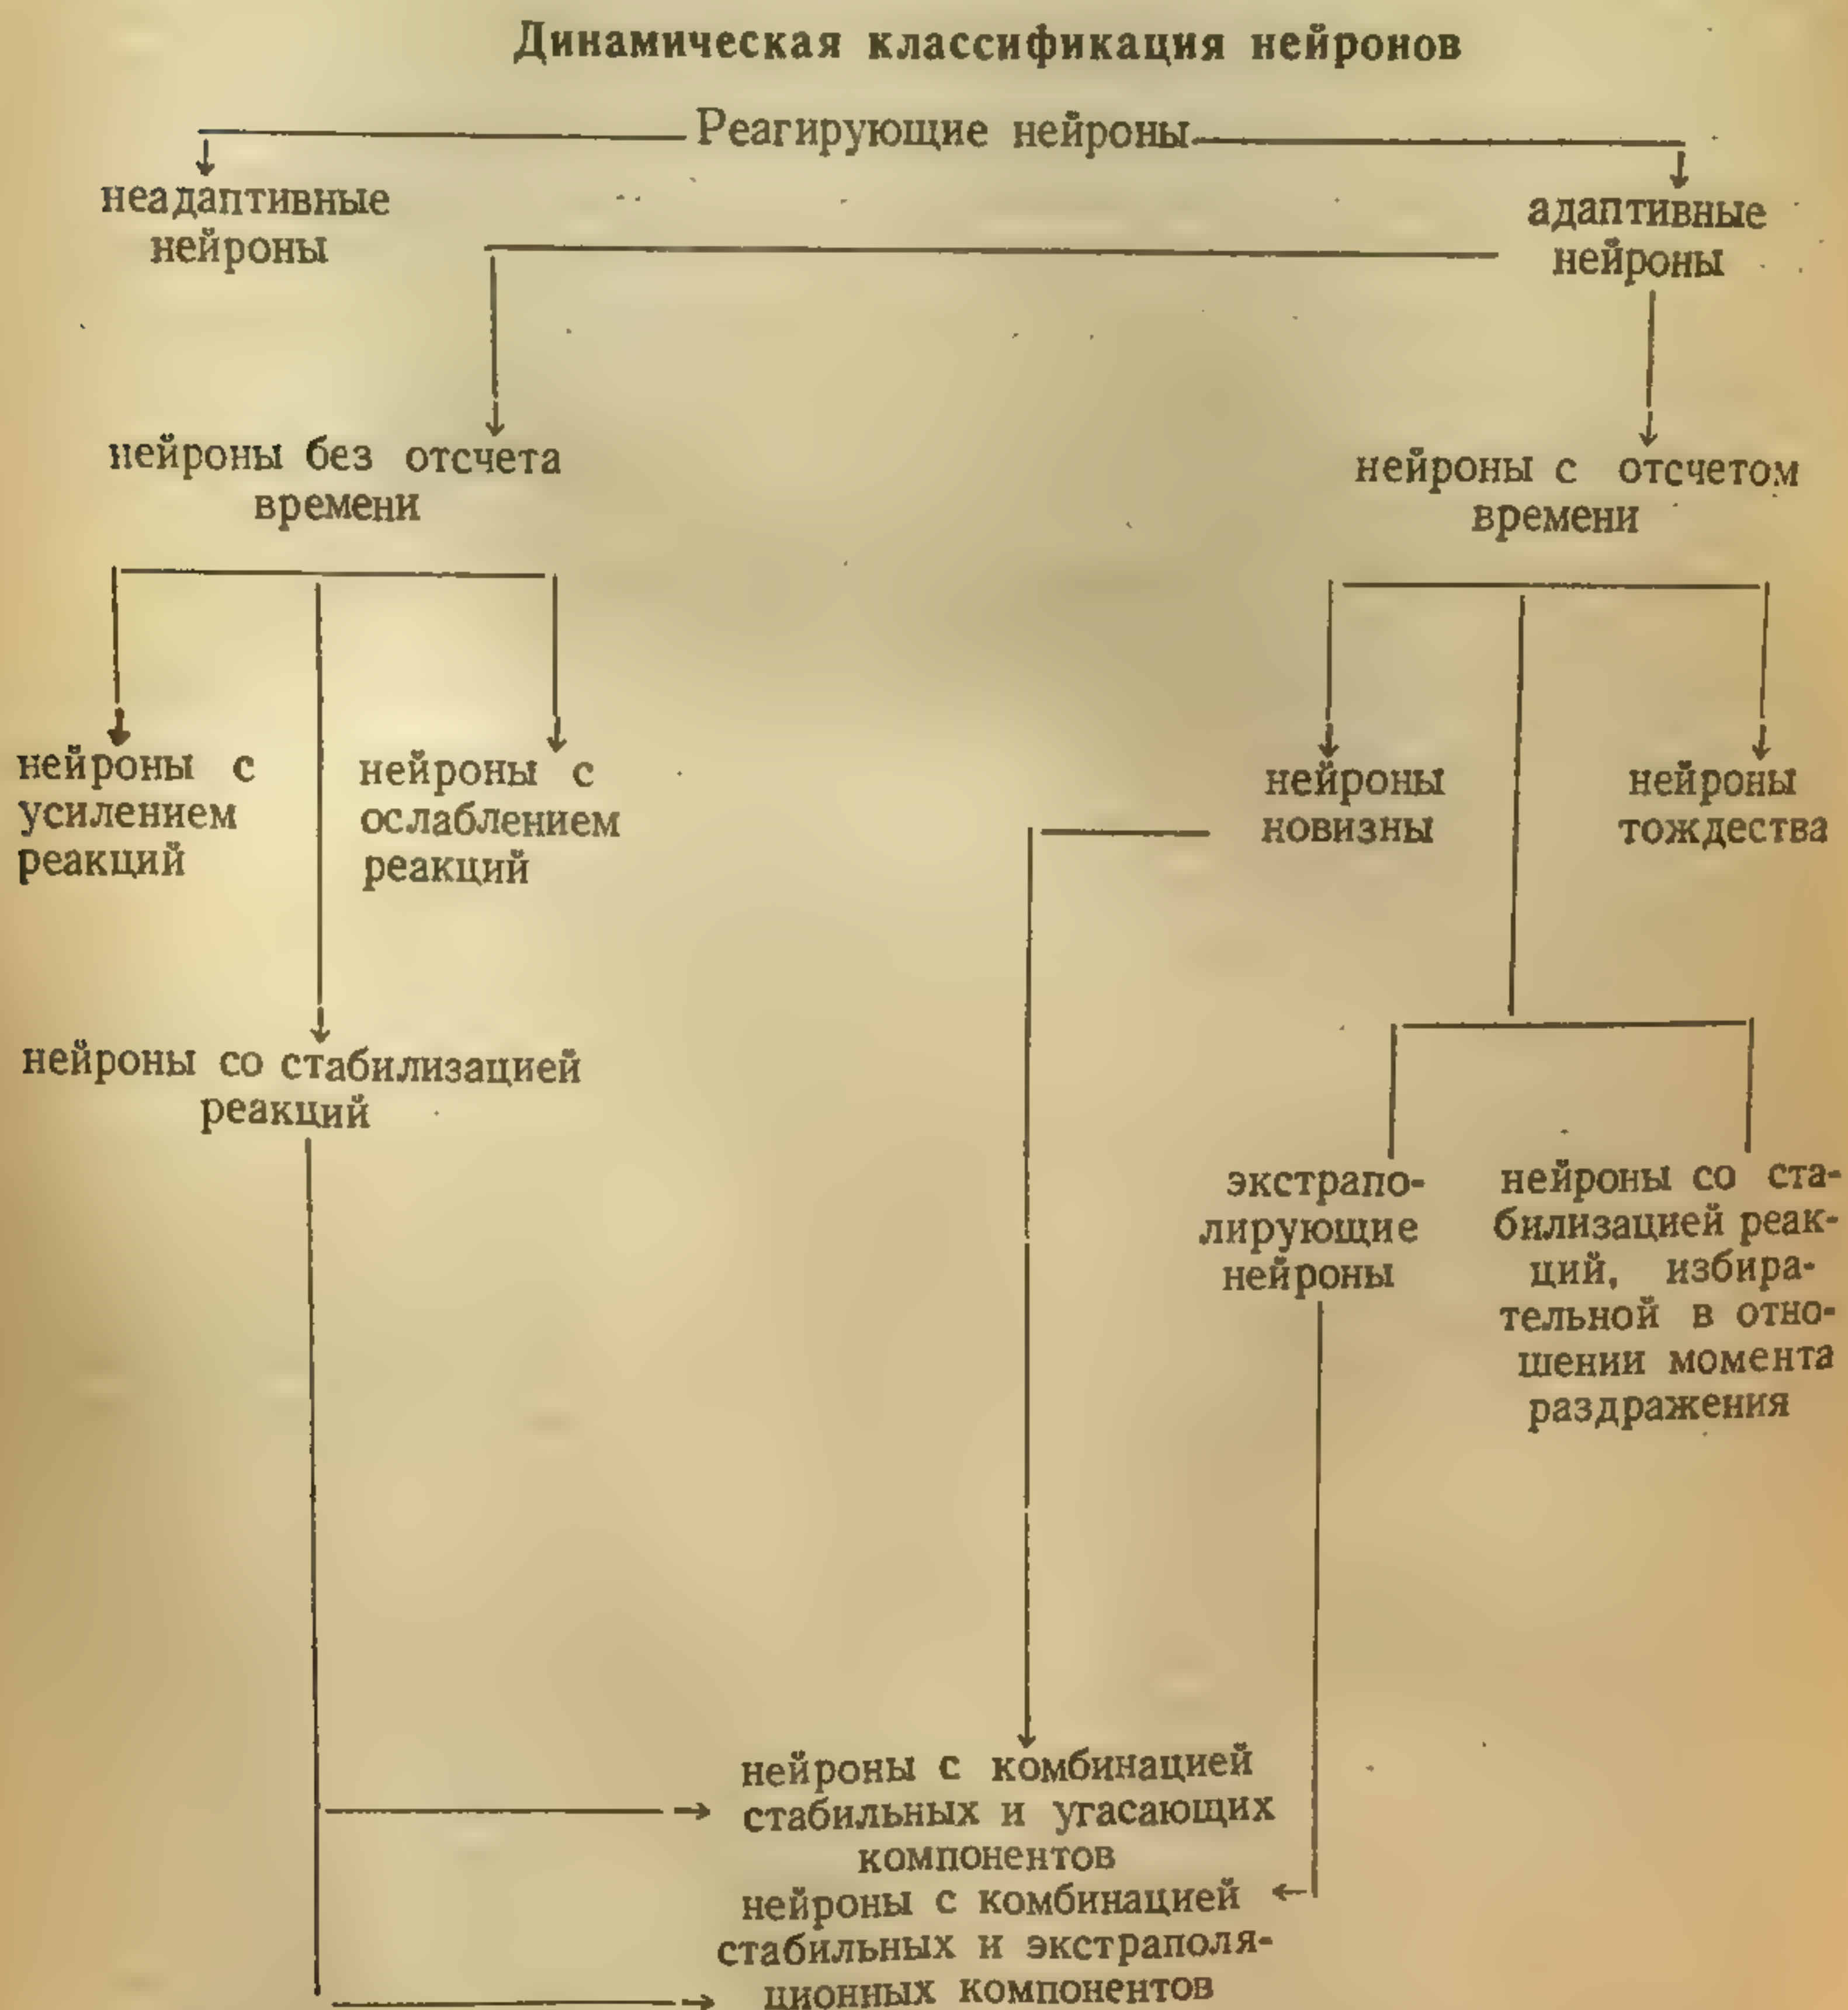 Динамическая классификация нейронов
Реагирующие нейроны
неадаптивные
нейроны
адаптивные
нейроны
нейроны без отсчета
времени
нейроны с отсчетом
времени
нейроны с
усилением
реакций
нейроны с
ослаблением
реакций
нейроны
новизны
нейроны
тождества
нейроны со стабилизацией
реакций
экстрапо-
лирующие
нейроны
нейроны со ста-
билизацией реак-
ций, избира-
тельной в отно-
шении момента
раздражения
нейроны с комбинацией
стабильных и угасающих
компонентов
нейроны с комбинацией
стабильных и экстраполя-
ционных компонентов